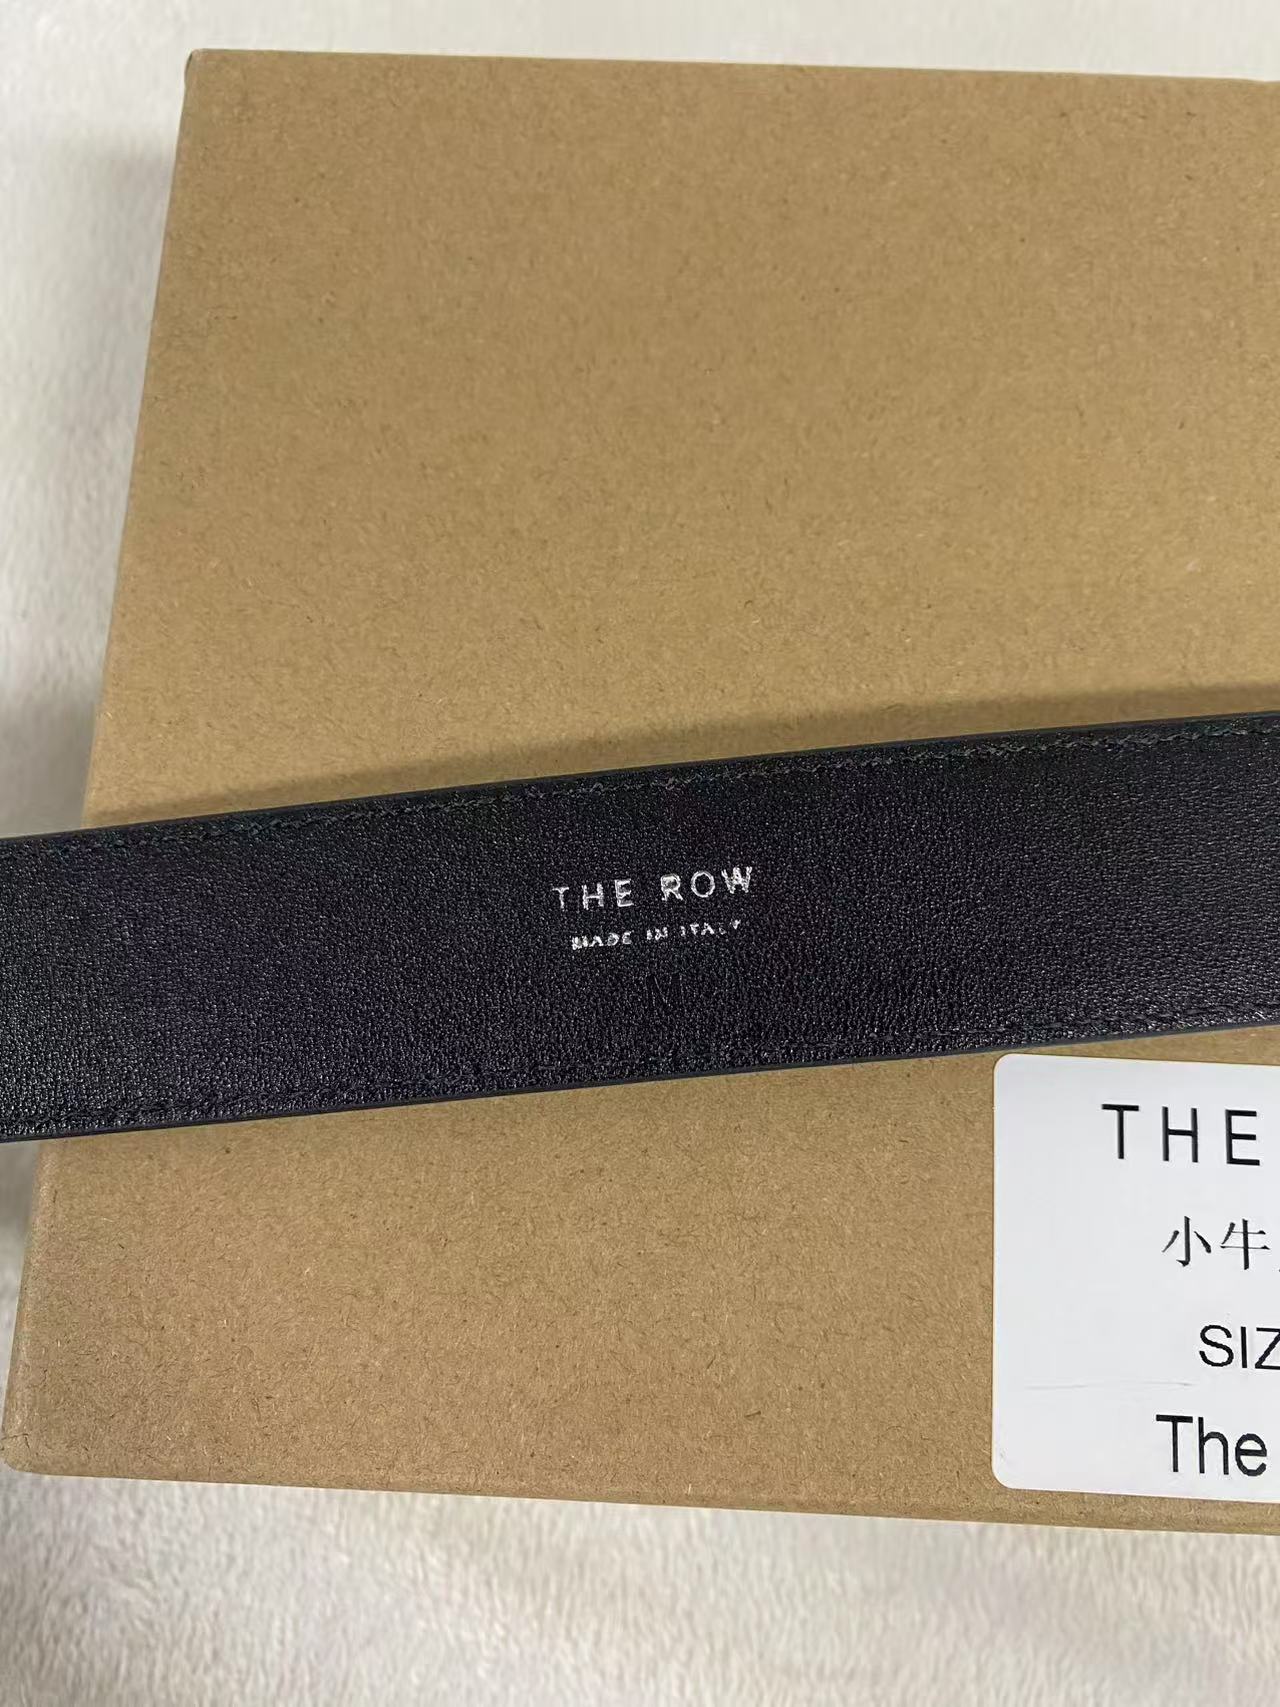 THE ROW
MADE IN ITALY
M
THE
小牛
SIZ
The